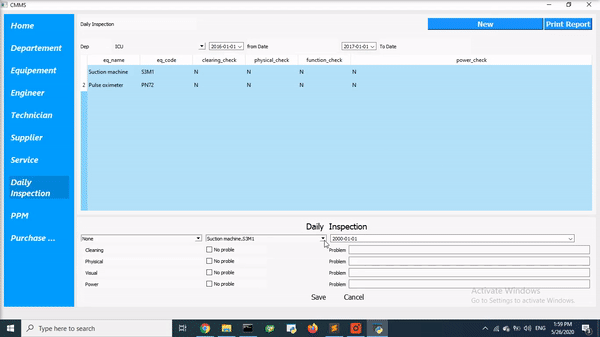 CMMS
Home
Departement
Equipement
Engineer
Technician
Supplier
Service
Daily
Inspection
PPM
Purchase ...
Daily Inspection
New
Print Report
Dep ICU 2016-01-01 from Date 2017-01-01 To Date
eq_name eq_code clearing_check physical_check function_check power_check
Suction machine S3M1 N N N N
2 Pulse oximeter PN72 N N N N
Daily Inspection
None Suction machine,S3M1 2000-01-01
Cleaning No proble Problem
Physical No proble Problem
Visual No proble Problem
Power No proble Problem
Save Cancel
Activate Windows
Go to Settings to activate Windows.
Type here to search
ENG
1:59 PM
5/26/2020